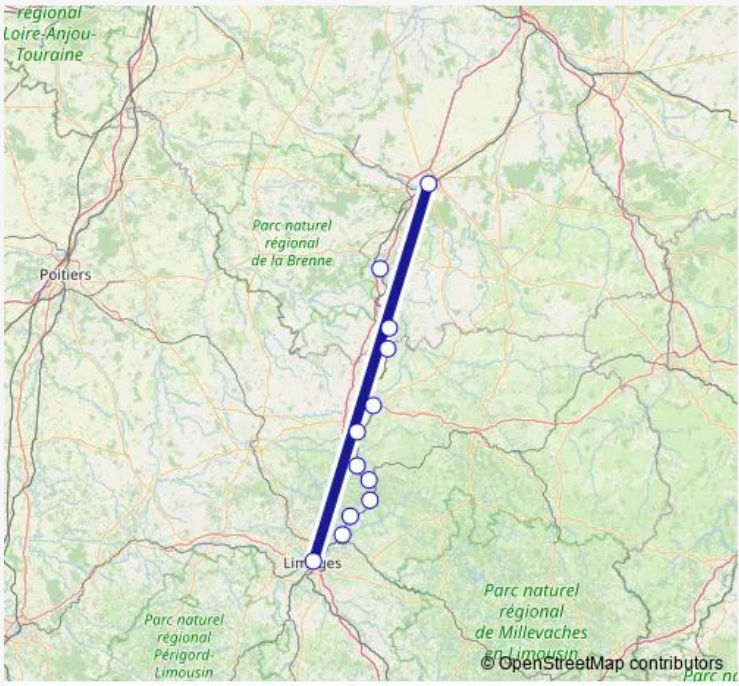 régional
Loire-Anjou-
Touraine
Parc naturel
régional
de la Brenne
Poitiers
Limoges
Parc naturel
régional
Périgord-
Limousin
Parc naturel
régional
de Millevaches
en Limousin
© OpenStreetMap contributors